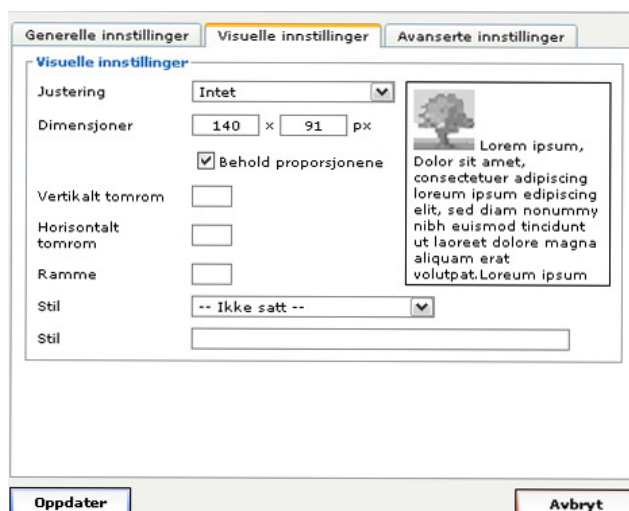 Generelle innstillinger
Visuelle innstillinger
Avanserte innstillinger
Visuelle innstillinger
Justering
Intet
Dimensjoner
140 x 91 px
Behold proporsjonene
Vertikalt tomrom
Horisontalt
tomrom
Ramme
Stil
-- Ikke satt --
Stil
Lorem ipsum,
Dolor sit amet,
consectetuer adipiscing
loreum ipsum edipiscing
elit, sed diam nonummy
nibh euismod tincidunt
ut laoreet dolore magna
aliquam erat
volutpat.Loreum ipsum
Oppdater
Avbryt